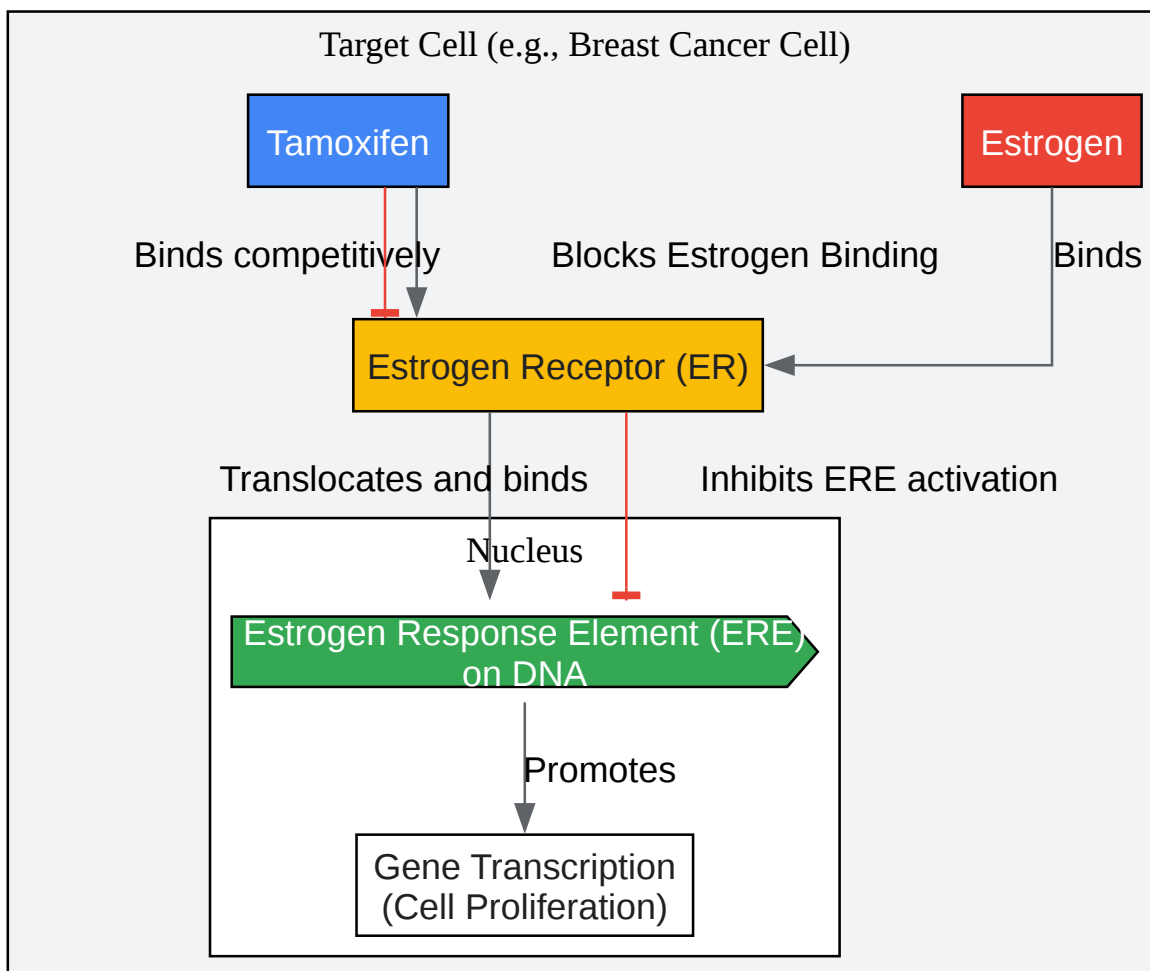 Target Cell (e.g., Breast Cancer Cell)
Tamoxifen
Estrogen
Binds competitively
Blocks Estrogen Binding
Binds
Estrogen Receptor (ER)
Translocates and binds
Inhibits ERE activation
Nucleus
Estrogen Response Element (ERE)
on DNA
Promotes
Gene Transcription
(Cell Proliferation)